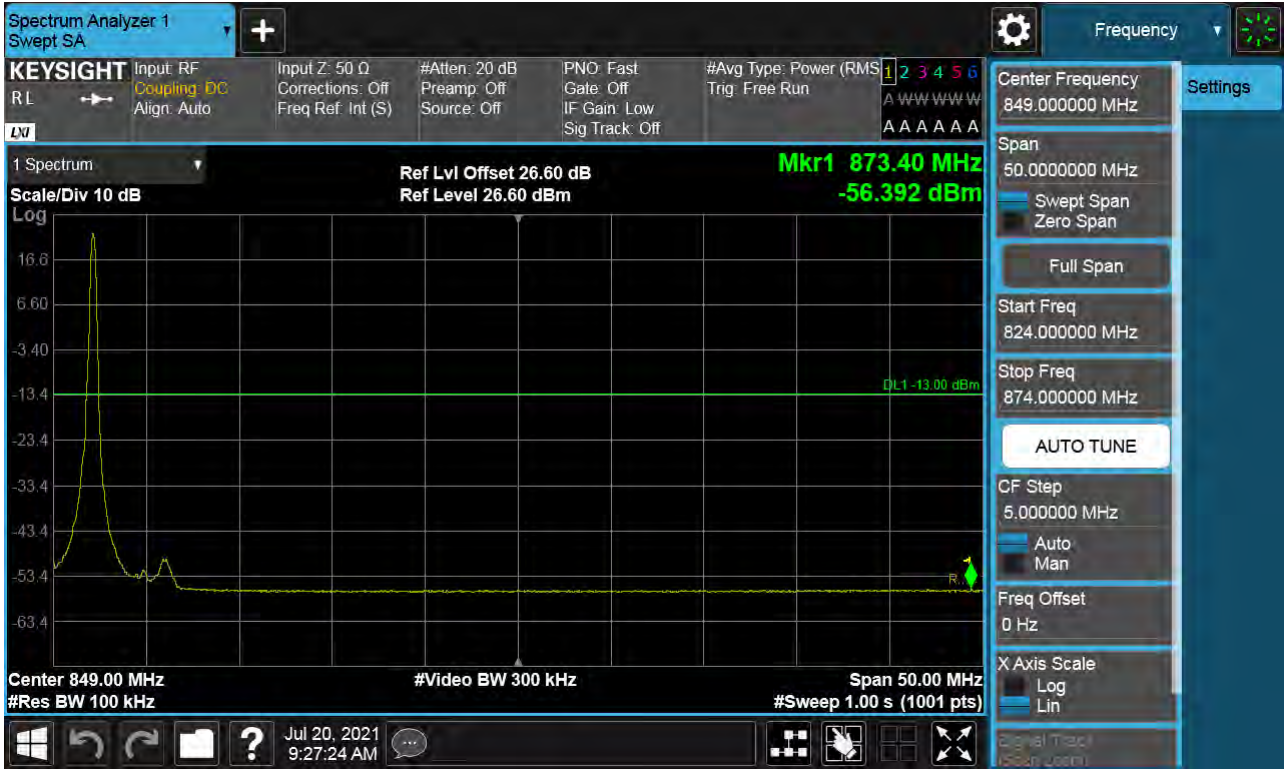 Spectrum Analyzer 1
Swept SA
+
Frequency
KEYSIGHT
RL
LXI
Input: RF
Coupling: DC
Align: Auto
Input Z: 50 Ω
Corrections: Off
Freq Ref: Int (S)
#Atten: 20 dB
Preamp: Off
Source: Off
PNO: Fast
Gate: Off
IF Gain: Low
Sig Track: Off
#Avg Type: Power (RMS
Trig: Free Run
1 2 3 4 5 6
A W W W W W
A A A A A A
1 Spectrum
Scale/Div 10 dB
Log
Ref Lvl Offset 26.60 dB
Ref Level 26.60 dBm
Mkr1 873.40 MHz
-56.392 dBm
16.6
6.60
-3.40
-13.4
-23.4
-33.4
-43.4
-53.4
-63.4
DL1 -13.00 dBm
1
R..
Center 849.00 MHz
#Res BW 100 kHz
#Video BW 300 kHz
Span 50.00 MHz
#Sweep 1.00 s (1001 pts)
?
Jul 20, 2021
9:27:24 AM
Center Frequency
849.000000 MHz
Span
50.0000000 MHz
Swept Span
Zero Span
Full Span
Start Freq
824.000000 MHz
Stop Freq
874.000000 MHz
AUTO TUNE
CF Step
5.000000 MHz
Auto
Man
Freq Offset
0 Hz
X Axis Scale
Log
Lin
Signal Track
(Span Zoom)
Settings